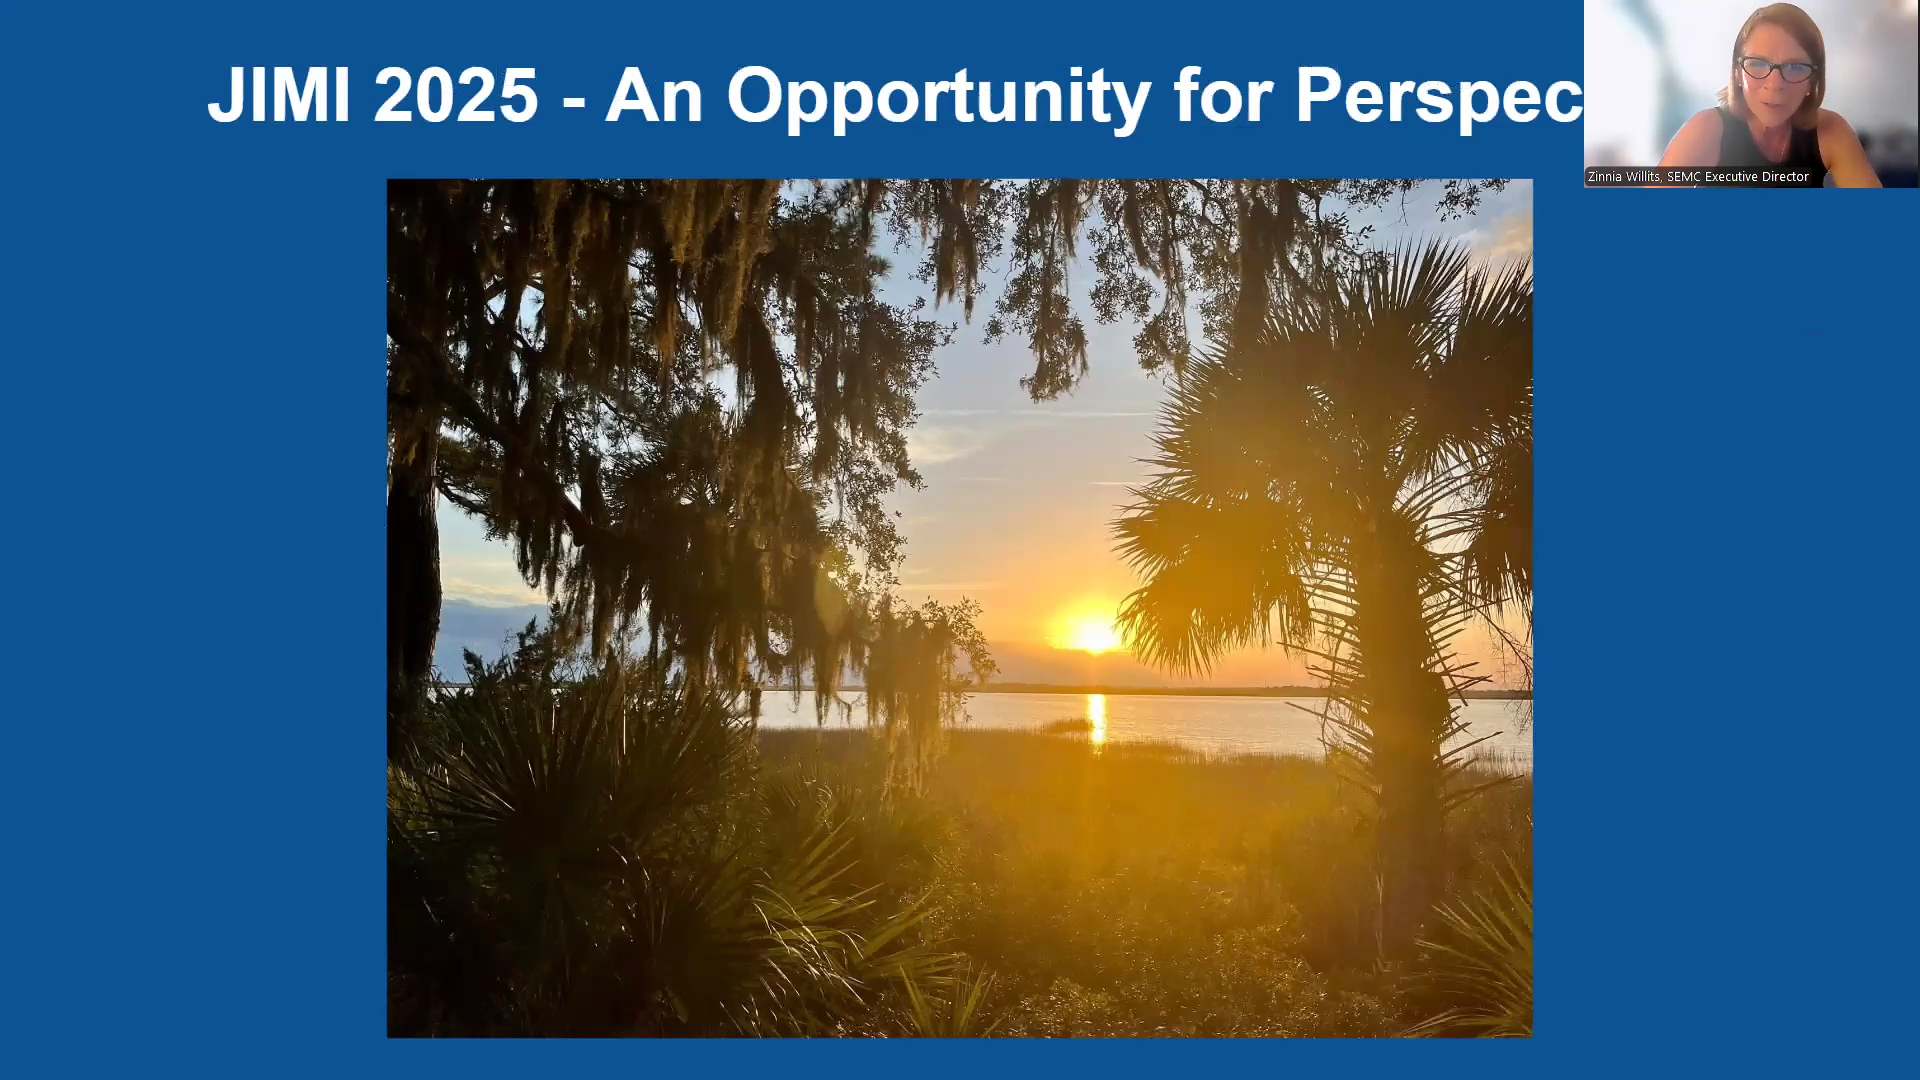 JIMI 2025 - An Opportunity for Perspec
Zinnia Willits, SEMC Executive Director